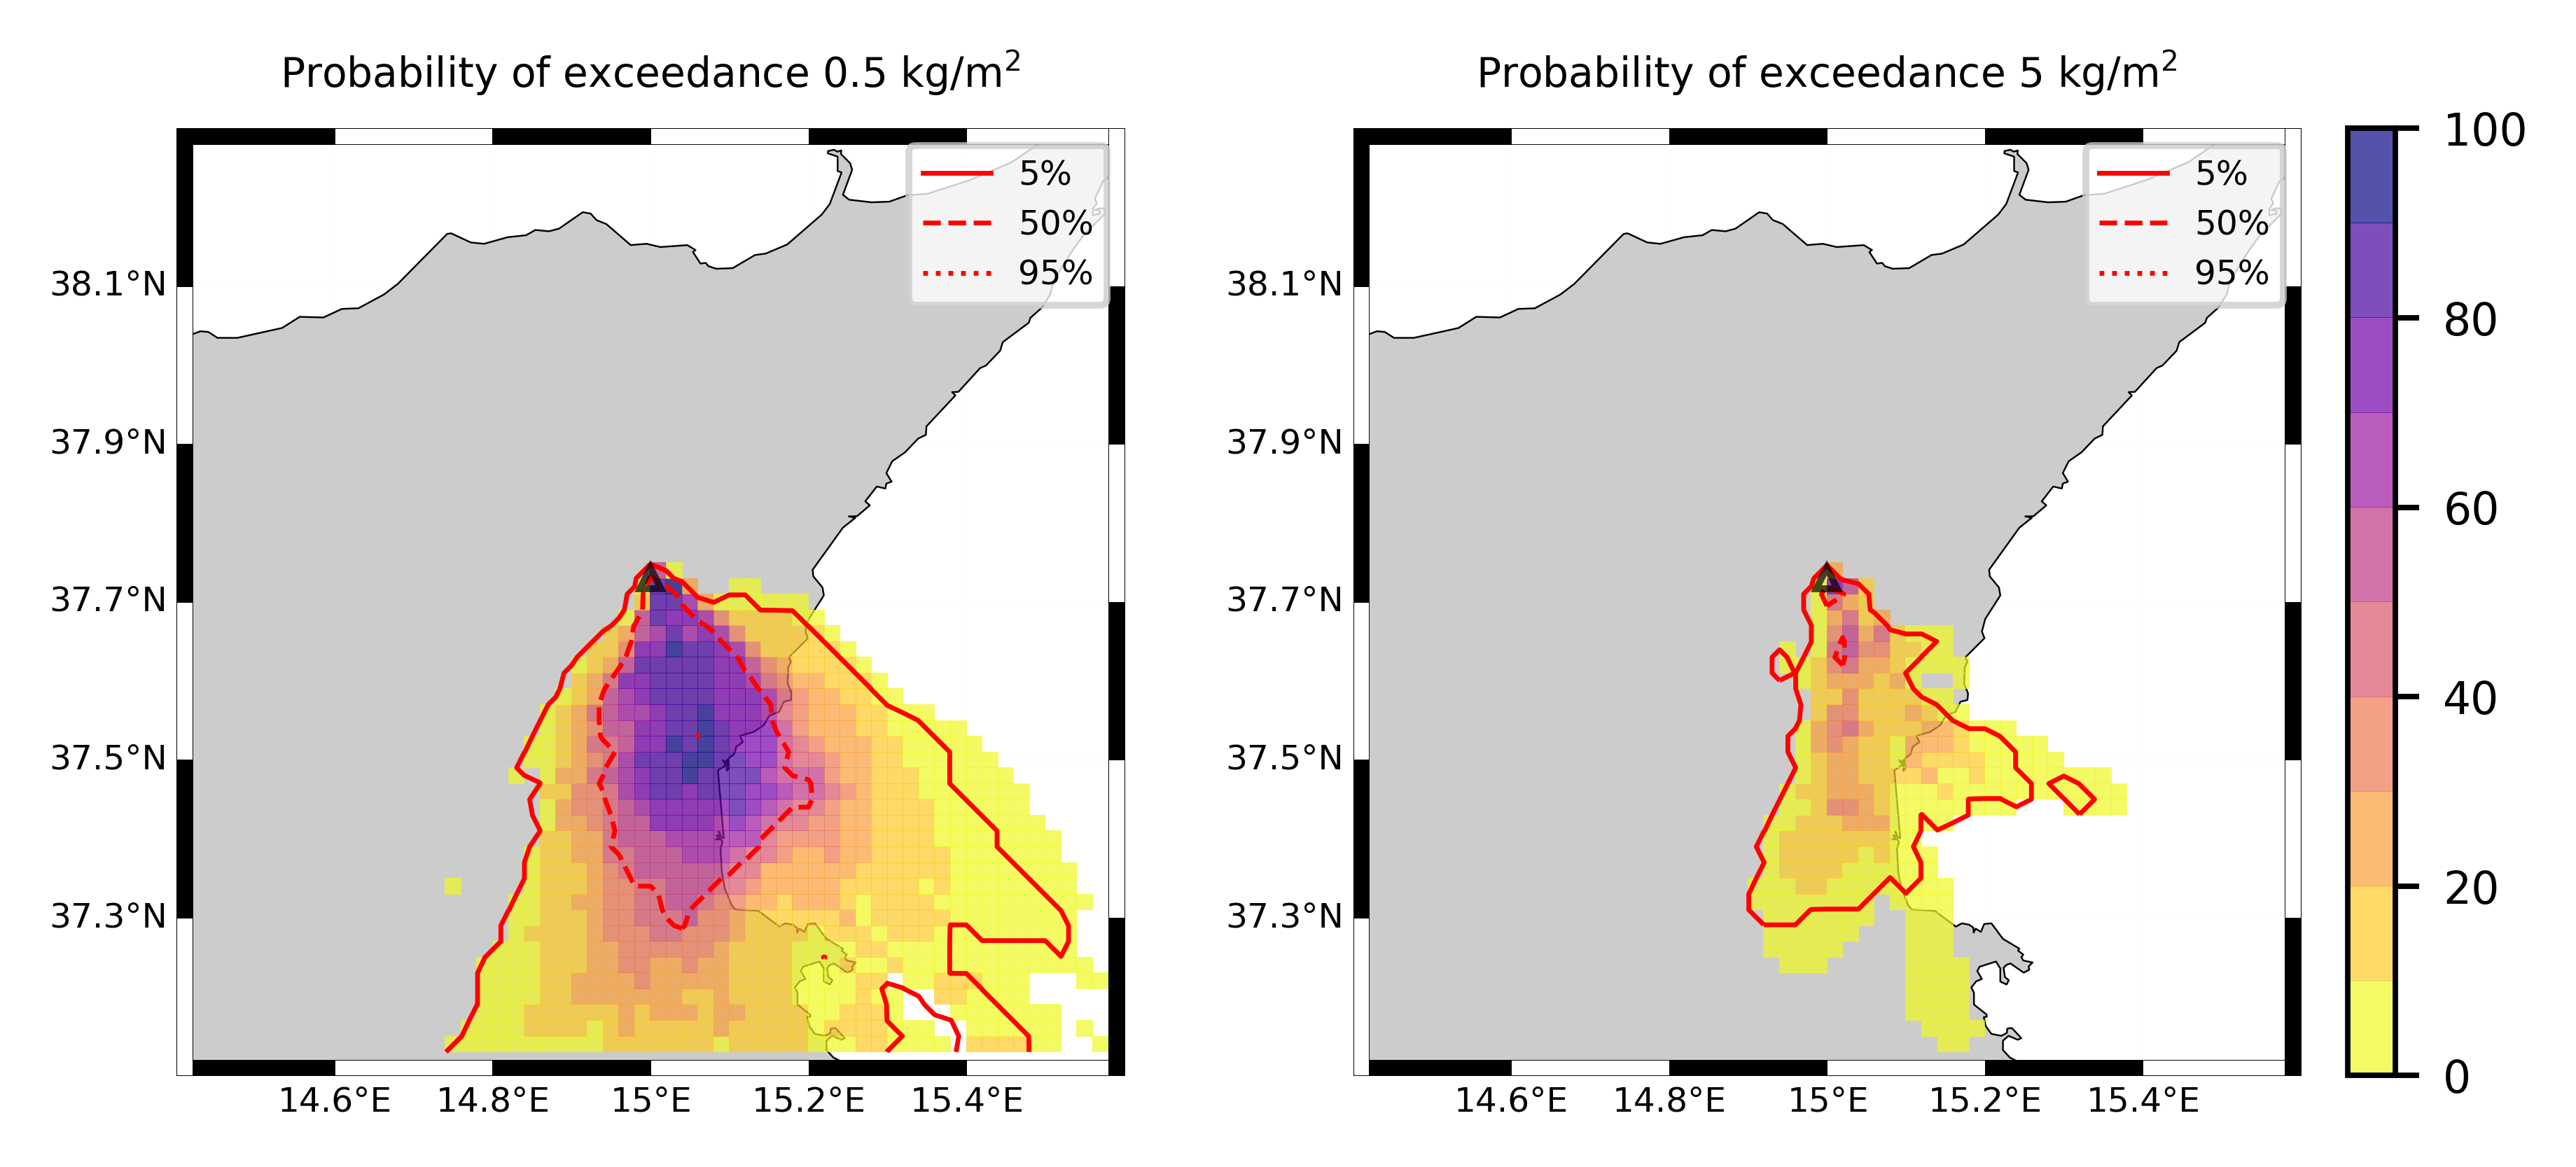 Probability of exceedance 0.5 kg/m²
Probability of exceedance 5 kg/m²
5%
50%
95%
5%
50%
95%
38.1°N
37.9°N
37.7°N
37.5°N
37.3°N
14.6°E
14.8°E
15°E
15.2°E
15.4°E
38.1°N
37.9°N
37.7°N
37.5°N
37.3°N
14.6°E
14.8°E
15°E
15.2°E
15.4°E
100
80
60
40
20
0